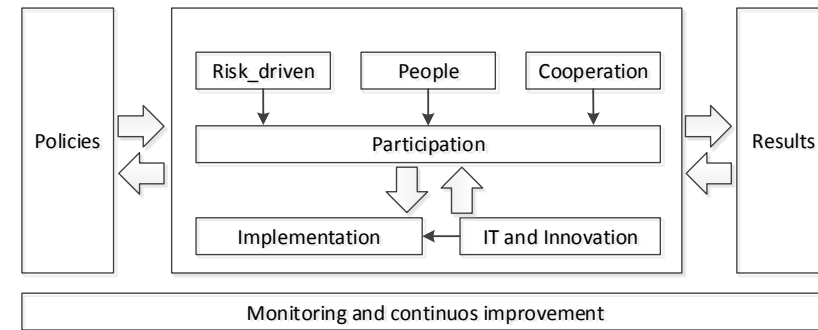 Risk_driven
People
Cooperation
Policies
Participation
Results
Implementation
IT and Innovation
Monitoring and continuos improvement